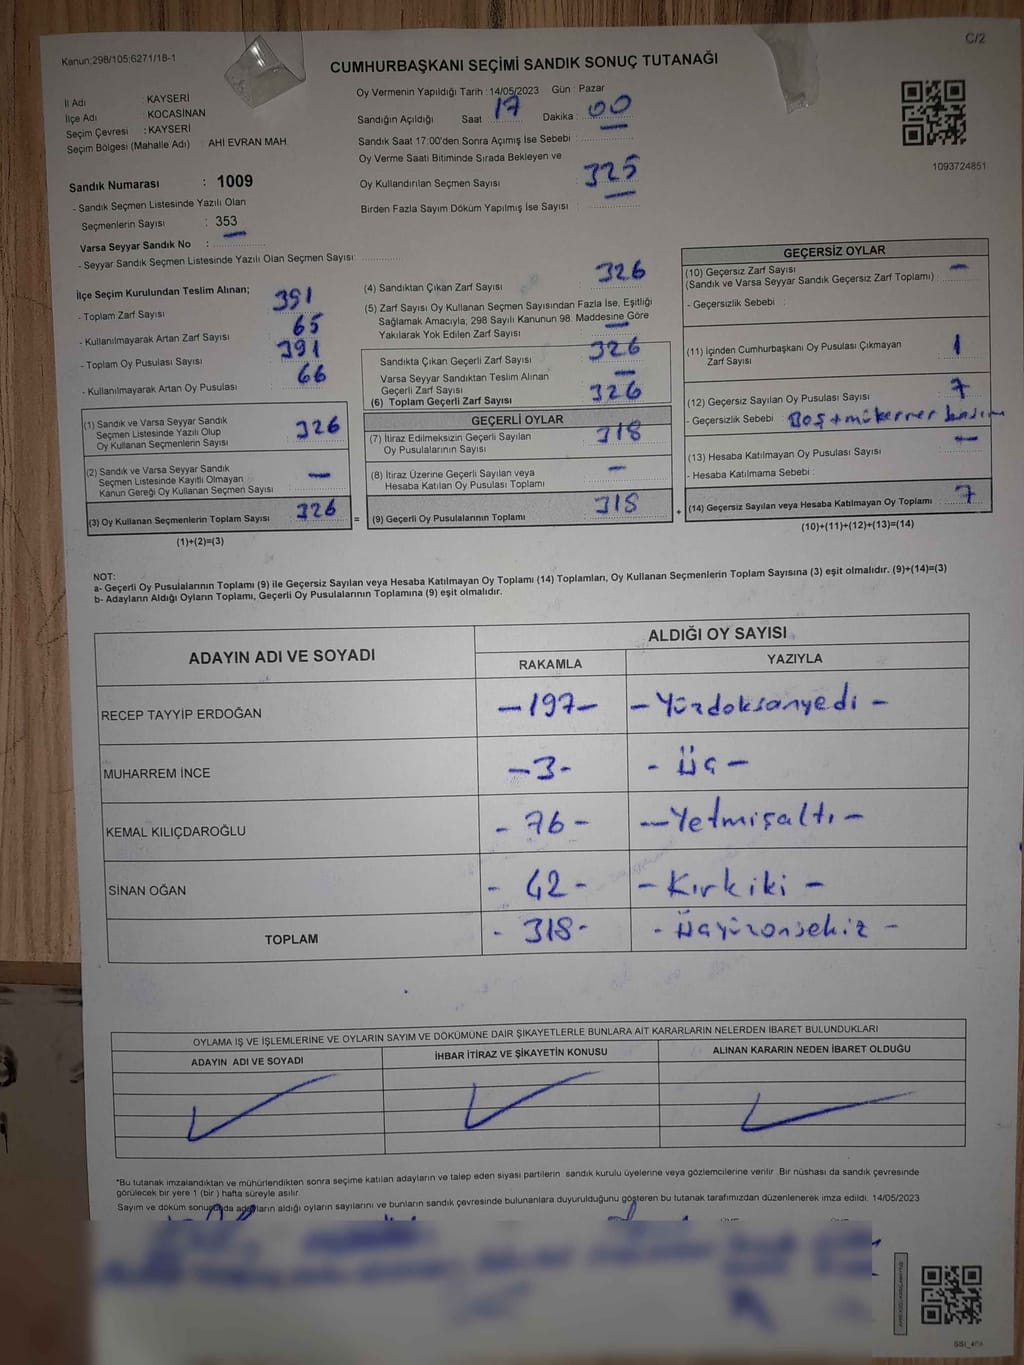 Kanun:298/105;6271/18-1
C/2
CUMHURBAŞKANI SEÇİMİ SANDIK SONUÇ TUTANAĞI
İl Adı : KAYSERİ
İlçe Adı : KOCASİNAN
Seçim Çevresi : KAYSERİ
Seçim Bölgesi (Mahalle Adı) AHİ EVRAN MAH.
Sandık Numarası : 1009
- Sandık Seçmen Listesinde Yazılı Olan
Seçmenlerin Sayısı : 353
Varsa Seyyar Sandık No :
- Seyyar Sandık Seçmen Listesinde Yazılı Olan Seçmen Sayısı:
Oy Vermenin Yapıldığı Tarih : 14/05/2023 Gün : Pazar
Sandığın Açıldığı Saat 17 Dakika : 00
Sandık Saat 17:00'den Sonra Açımış İse Sebebi :
Oy Verme Saati Bitiminde Sırada Bekleyen ve
Oy Kullandırılan Seçmen Sayısı : 325
Birden Fazla Sayım Döküm Yapılmış İse Sayısı :
1093724851
İlçe Seçim Kurulundan Teslim Alınan;
- Toplam Zarf Sayısı 391
- Kullanılmayarak Artan Zarf Sayısı 65
- Toplam Oy Pusulası Sayısı 391
- Kullanılmayarak Artan Oy Pusulası 66
(1) Sandık ve Varsa Seyyar Sandık
Seçmen Listesinde Yazılı Olup
Oy Kullanan Seçmenlerin Sayısı 326
(2) Sandık ve Varsa Seyyar Sandık
Seçmen Listesinde Kayıtlı Olmayan
Kanun Gereği Oy Kullanan Seçmen Sayısı —
(3) Oy Kullanan Seçmenlerin Toplam Sayısı 326
(1)+(2)=(3)
=
(4) Sandıktan Çıkan Zarf Sayısı 326
(5) Zarf Sayısı Oy Kullanan Seçmen Sayısından Fazla İse, Eşitliği
Sağlamak Amacıyla; 298 Sayılı Kanunun 98. Maddesine Göre
Yakılarak Yok Edilen Zarf Sayısı —
Sandıkta Çıkan Geçerli Zarf Sayısı 326
Varsa Seyyar Sandıktan Teslim Alınan
Geçerli Zarf Sayısı —
(6) Toplam Geçerli Zarf Sayısı 326
GEÇERLİ OYLAR
(7) İtiraz Edilmeksizin Geçerli Sayılan
Oy Pusulalarının Sayısı 318
(8) İtiraz Üzerine Geçerli Sayılan veya
Hesaba Katılan Oy Pusulası Toplamı —
(9) Geçerli Oy Pusulalarının Toplamı 318
+
GEÇERSİZ OYLAR
(10) Geçersiz Zarf Sayısı —
(Sandık ve Varsa Seyyar Sandık Geçersiz Zarf Toplamı) :
- Geçersizlik Sebebi :
(11) İçinden Cumhurbaşkanı Oy Pusulası Çıkmayan
Zarf Sayısı 1
(12) Geçersiz Sayılan Oy Pusulası Sayısı 7
- Geçersizlik Sebebi : Boş+mükerrer
(13) Hesaba Katılmayan Oy Pusulası Sayısı —
- Hesaba Katılmama Sebebi :
(14) Geçersiz Sayılan veya Hesaba Katılmayan Oy Toplamı 7
(10)+(11)+(12)+(13)=(14)
NOT:
a- Geçerli Oy Pusulalarının Toplamı (9) ile Geçersiz Sayılan veya Hesaba Katılmayan Oy Toplamı (14) Toplamları, Oy Kullanan Seçmenlerin Toplam Sayısına (3) eşit olmalıdır. (9)+(14)=(3)
b- Adayların Aldığı Oyların Toplamı, Geçerli Oy Pusulalarının Toplamına (9) eşit olmalıdır.
ADAYIN ADI VE SOYADI ALDIĞI OY SAYISI
RAKAMLA YAZIYLA
RECEP TAYYİP ERDOĞAN -197- -Yüzdoksanyedi-
MUHARREM İNCE -3- -Üç-
KEMAL KILIÇDAROĞLU -76- -Yetmişaltı-
SİNAN OĞAN -42- -Kırkiki-
TOPLAM -318- -Üçyüzonsekiz-
OYLAMA İŞ VE İŞLEMLERİNE VE OYLARIN SAYIM VE DÖKÜMÜNE DAİR ŞİKAYETLERLE BUNLARA AİT KARARLARIN NELERDEN İBARET BULUNDUKLARI
ADAYIN ADI VE SOYADI İHBAR İTİRAZ VE ŞİKAYETİN KONUSU ALINAN KARARIN NEDEN İBARET OLDUĞU
*Bu tutanak imzalandıktan ve mühürlendikten sonra seçime katılan adayların ve talep eden siyasi partilerin sandık kurulu üyelerine veya gözlemcilerine verilir. Bir nüshası da sandık çevresinde
görülecek bir yere 1 (bir ) hafta süreyle asılır.
Sayım ve döküm sonucunda adayların aldığı oyların sayılarını ve bunların sandık çevresinde bulunanlara duyurulduğunu gösteren bu tutanak tarafımızdan düzenlenerek imza edildi. 14/05/2023